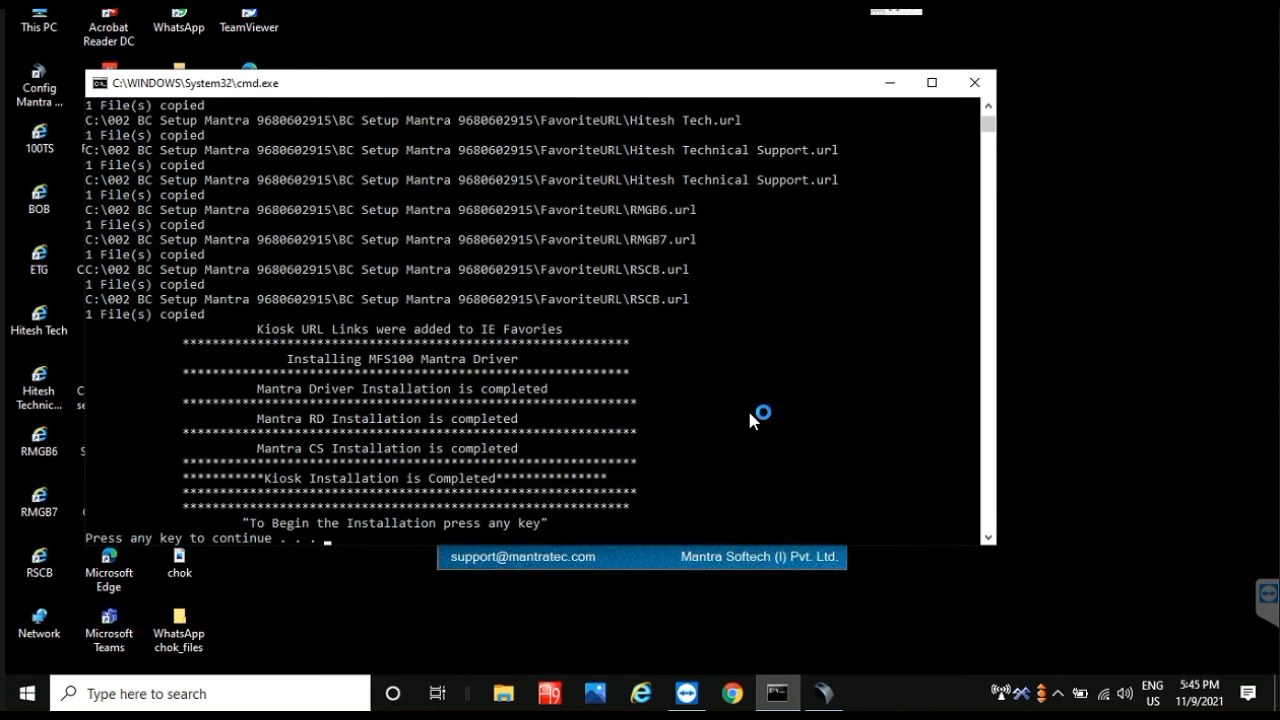 This PC
Acrobat
Reader DC
WhatsApp
TeamViewer
Config
Mantra ...
100TS
BOB
ETG
Hitesh Tech
Hitesh
Technic...
RMGB6
RMGB7
RSCB
Microsoft
Edge
chok
Network
Microsoft
Teams
WhatsApp
chok_files
C:\WINDOWS\System32\cmd.exe
1 File(s) copied
C:\002 BC Setup Mantra 9680602915\BC Setup Mantra 9680602915\FavoriteURL\Hitesh Tech.url
1 File(s) copied
C:\002 BC Setup Mantra 9680602915\BC Setup Mantra 9680602915\FavoriteURL\Hitesh Technical Support.url
1 File(s) copied
C:\002 BC Setup Mantra 9680602915\BC Setup Mantra 9680602915\FavoriteURL\Hitesh Technical Support.url
1 File(s) copied
C:\002 BC Setup Mantra 9680602915\BC Setup Mantra 9680602915\FavoriteURL\RMGB6.url
1 File(s) copied
C:\002 BC Setup Mantra 9680602915\BC Setup Mantra 9680602915\FavoriteURL\RMGB7.url
1 File(s) copied
C:\002 BC Setup Mantra 9680602915\BC Setup Mantra 9680602915\FavoriteURL\RSCB.url
1 File(s) copied
C:\002 BC Setup Mantra 9680602915\BC Setup Mantra 9680602915\FavoriteURL\RSCB.url
1 File(s) copied
Kiosk URL Links were added to IE Favories
************************************************************
Installing MFS100 Mantra Driver
************************************************************
Mantra Driver Installation is completed
*************************************************************
Mantra RD Installation is completed
*************************************************************
Mantra CS Installation is completed
*************************************************************
***********Kiosk Installation is Completed***************
*************************************************************
************************************************************
"To Begin the Installation press any key"
Press any key to continue . . .
support@mantratec.com
Mantra Softech (I) Pvt. Ltd.
Type here to search
ENG
US
5:45 PM
11/9/2021